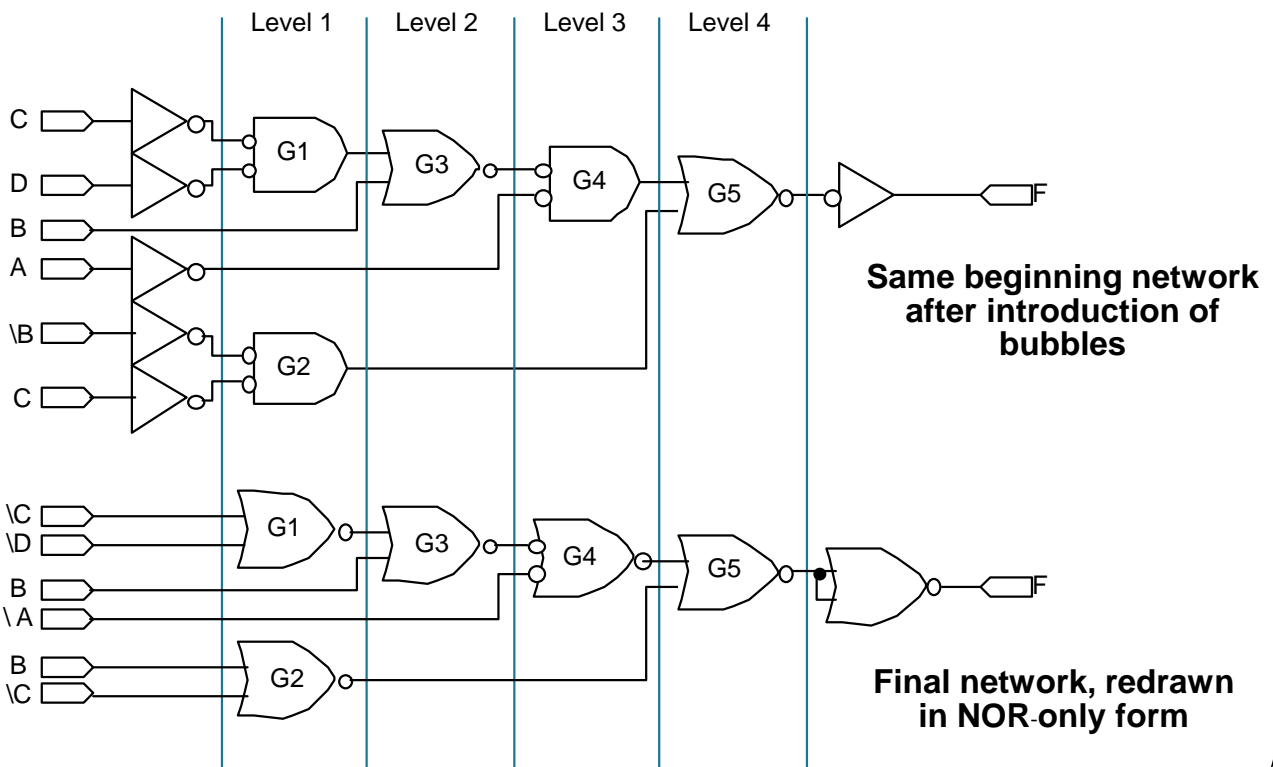 Level 1 Level 2 Level 3 Level 4
C
G1
G3
G4
D
G5
F
B
A
Same beginning network
after introduction of
bubbles
\B
G2
C
\C
G1
G3
G4
\D
G5
F
B
\ A
B
G2
\C
Final network, redrawn
in NOR-only form